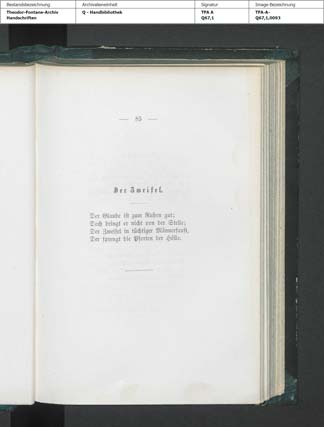 Bestandsbezeichnung
Archivalieneinheit
Signatur
Image-Bezeichnung
Theodor-Fontane-Archiv
Handschriften
Q - Handbibliothek
TFA A
Q67,1
TFA-A-
Q67,1,0093
— 85 —
Der Zweifel.
Der Glaube ist zum Ruhen gut;
Doch bringt er nicht von der Stelle;
Der Zweifel in tüchtiger Männerfaust,
Der sprengt die Pforten der Hölle.